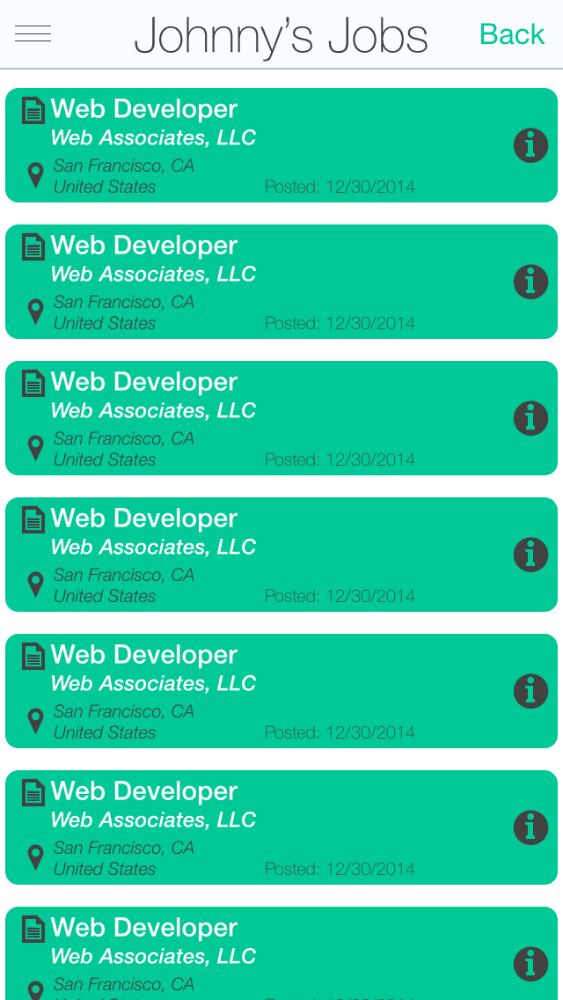 Johnny's Jobs Back
Web Developer
Web Associates, LLC
San Francisco, CA
United States Posted: 12/30/2014
Web Developer
Web Associates, LLC
San Francisco, CA
United States Posted: 12/30/2014
Web Developer
Web Associates, LLC
San Francisco, CA
United States Posted: 12/30/2014
Web Developer
Web Associates, LLC
San Francisco, CA
United States Posted: 12/30/2014
Web Developer
Web Associates, LLC
San Francisco, CA
United States Posted: 12/30/2014
Web Developer
Web Associates, LLC
San Francisco, CA
United States Posted: 12/30/2014
Web Developer
Web Associates, LLC
San Francisco, CA